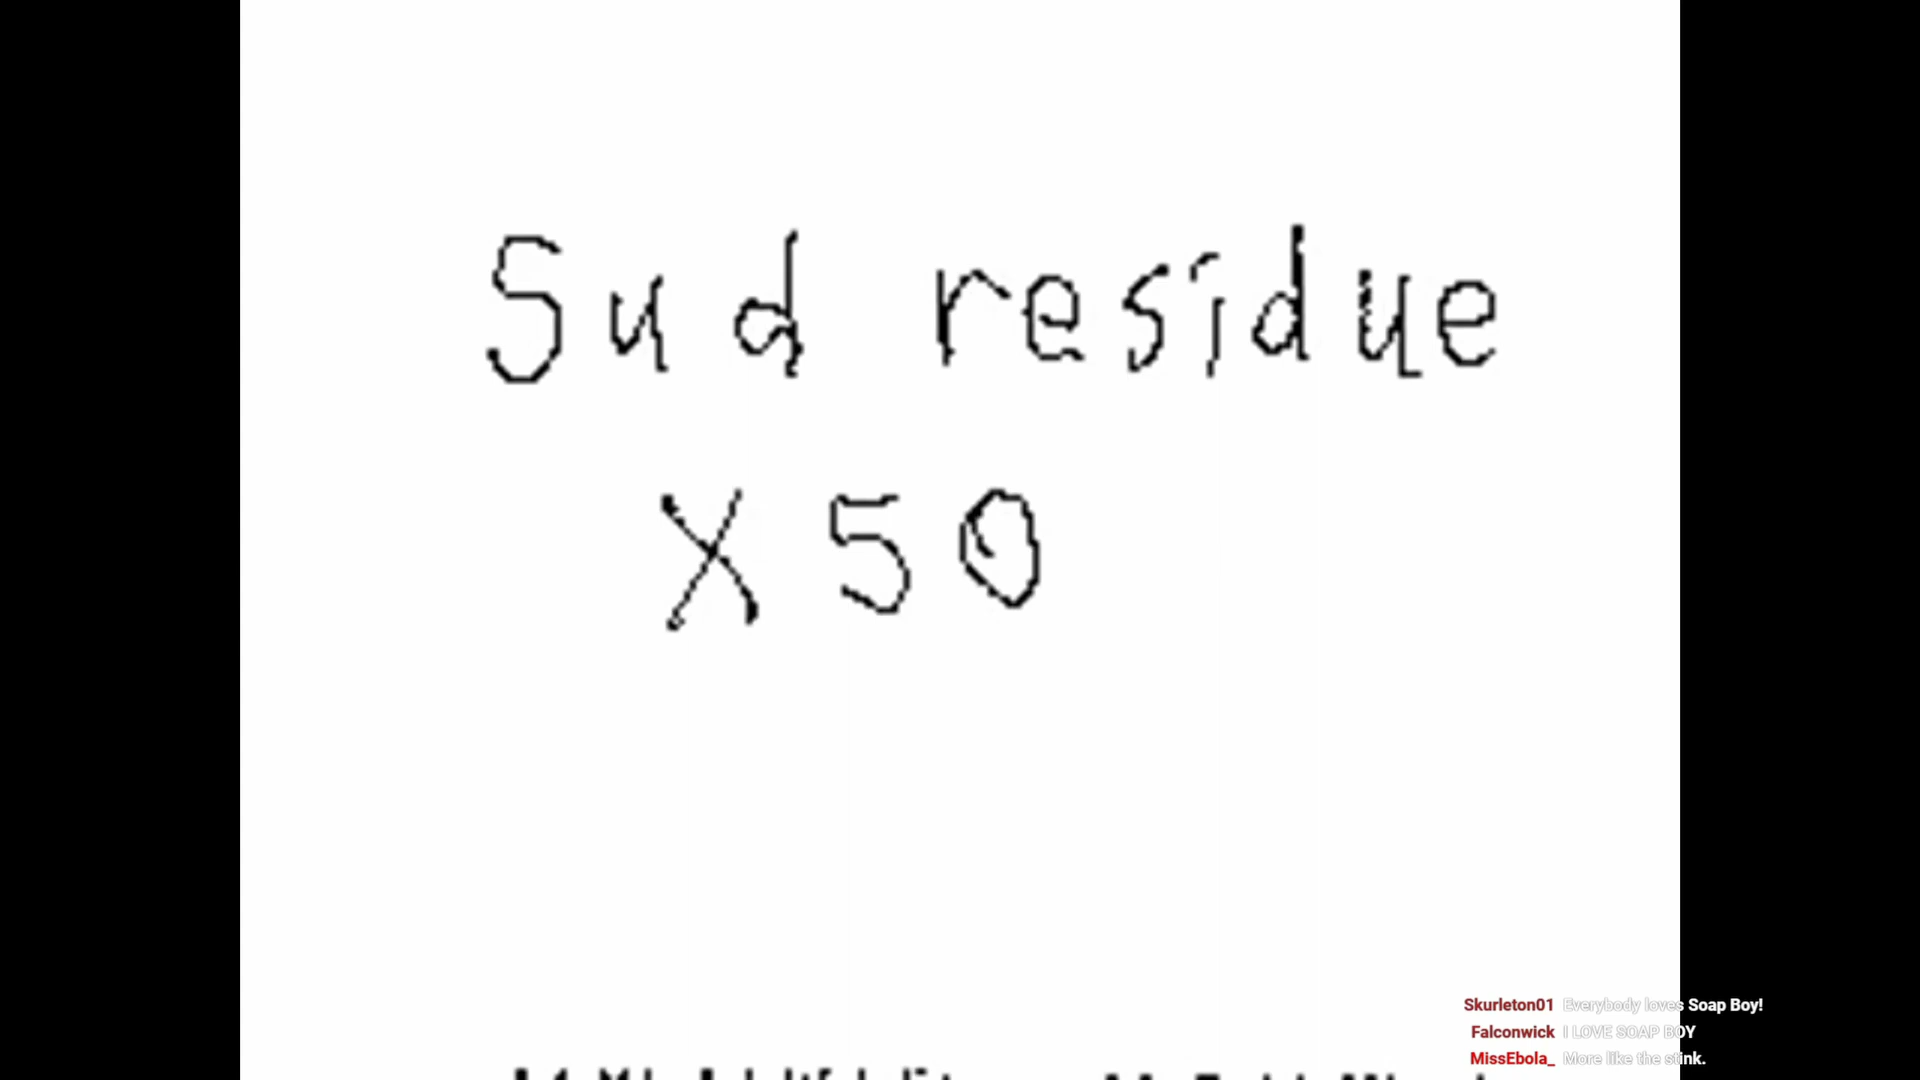 Sud residue
X50
Skurleton01 Everybody loves Soap Boy!
Falconwick I LOVE SOAP BOY
MissEbola_ More like the stink.